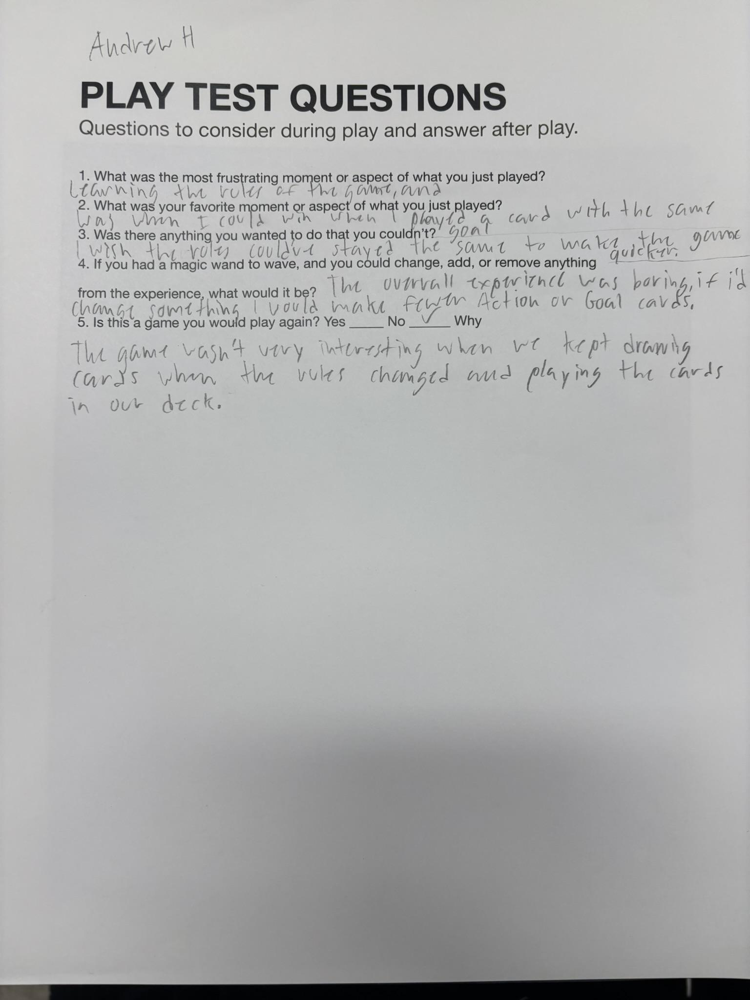 Andrew H
PLAY TEST QUESTIONS
Questions to consider during play and answer after play.
1. What was the most frustrating moment or aspect of what you just played?
Learning the rules of the game, and
2. What was your favorite moment or aspect of what you just played?
Was when I could win when I played a card with the same
3. Was there anything you wanted to do that you couldn't? goal
I wish the rules could've stayed the same to make the game
quicker.
4. If you had a magic wand to wave, and you could change, add, or remove anything
from the experience, what would it be? The overrall experience was boring, if i'd
change something I would make fewer Action or Goal cards.
5. Is this a game you would play again? Yes _____ No __✓__ Why
The game wasn't very interesting when we kept drawing
cards when the rules changed and playing the cards
in our deck.